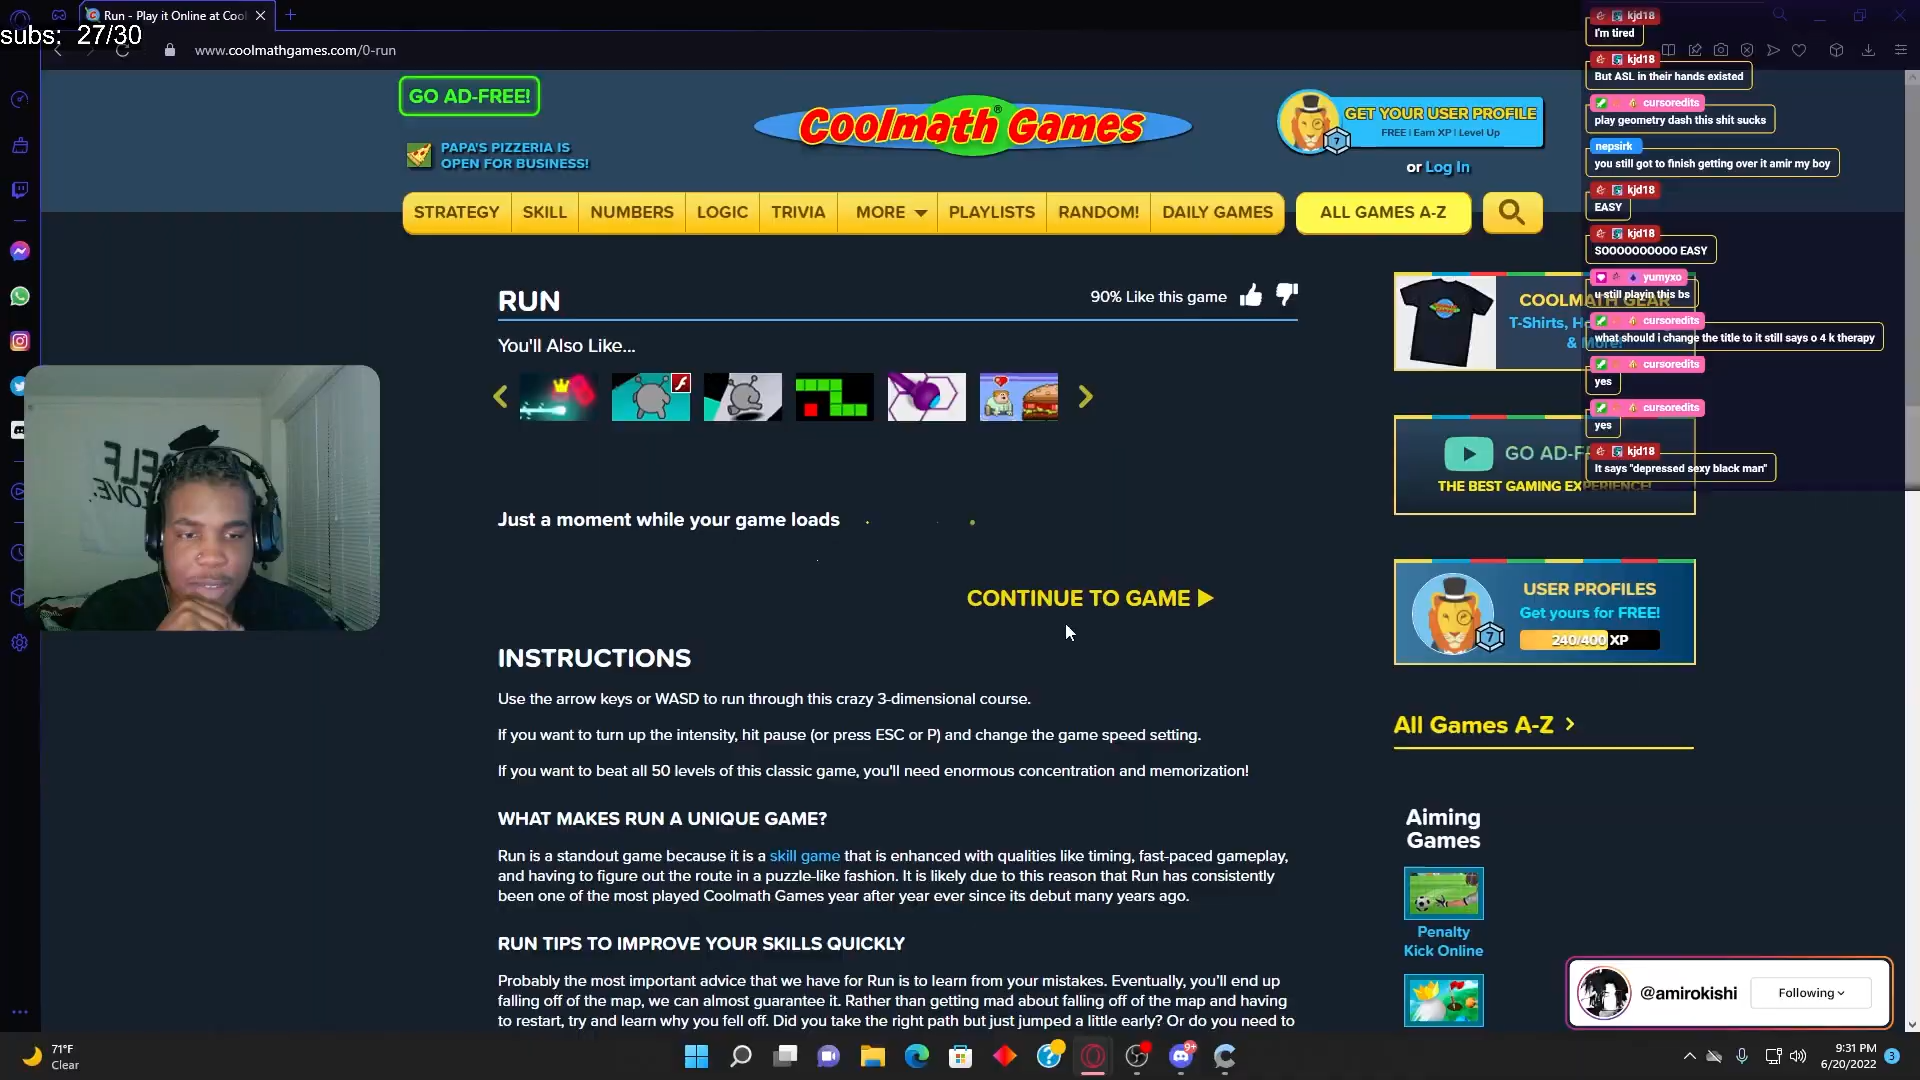 Run - Play it Online at Cool
subs: 27/30
www.coolmathgames.com/0-run
GO AD-FREE!
PAPA'S PIZZERIA IS
OPEN FOR BUSINESS!
Coolmath Games®
GET YOUR USER PROFILE
FREE | Earn XP | Level Up
7
or Log In
STRATEGY
SKILL
NUMBERS
LOGIC
TRIVIA
MORE
PLAYLISTS
RANDOM!
DAILY GAMES
ALL GAMES A-Z
RUN
90% Like this game
You'll Also Like...
Just a moment while your game loads
CONTINUE TO GAME
INSTRUCTIONS
Use the arrow keys or WASD to run through this crazy 3-dimensional course.
If you want to turn up the intensity, hit pause (or press ESC or P) and change the game speed setting.
If you want to beat all 50 levels of this classic game, you'll need enormous concentration and memorization!
WHAT MAKES RUN A UNIQUE GAME?
Run is a standout game because it is a skill game that is enhanced with qualities like timing, fast-paced gameplay,
and having to figure out the route in a puzzle-like fashion. It is likely due to this reason that Run has consistently
been one of the most played Coolmath Games year after year ever since its debut many years ago.
RUN TIPS TO IMPROVE YOUR SKILLS QUICKLY
Probably the most important advice that we have for Run is to learn from your mistakes. Eventually, you'll end up
falling off of the map, we can almost guarantee it. Rather than getting mad about falling off of the map and having
to restart, try and learn why you fell off. Did you take the right path but just jumped a little early? Or do you need to
SELF
LOVE.
kjd18
I'm tired
kjd18
But ASL in their hands existed
cursoredits
play geometry dash this shit sucks
nepsirk
you still got to finish getting over it amir my boy
kjd18
EASY
kjd18
SOOOOOOOOOO EASY
yumyxo
u still playin this bs
cursoredits
what should i change the title to it still says o 4 k therapy
cursoredits
yes
cursoredits
yes
kjd18
It says "depressed sexy black man"
COOLMATH GEAR
T-Shirts,
&
GO AD-F
THE BEST GAMING EXPERIENCE!
USER PROFILES
Get yours for FREE!
7
240/400 XP
All Games A-Z
Aiming
Games
Penalty
Kick Online
@amirokishi
Following
71°F
Clear
9+
9:31 PM
6/20/2022
3